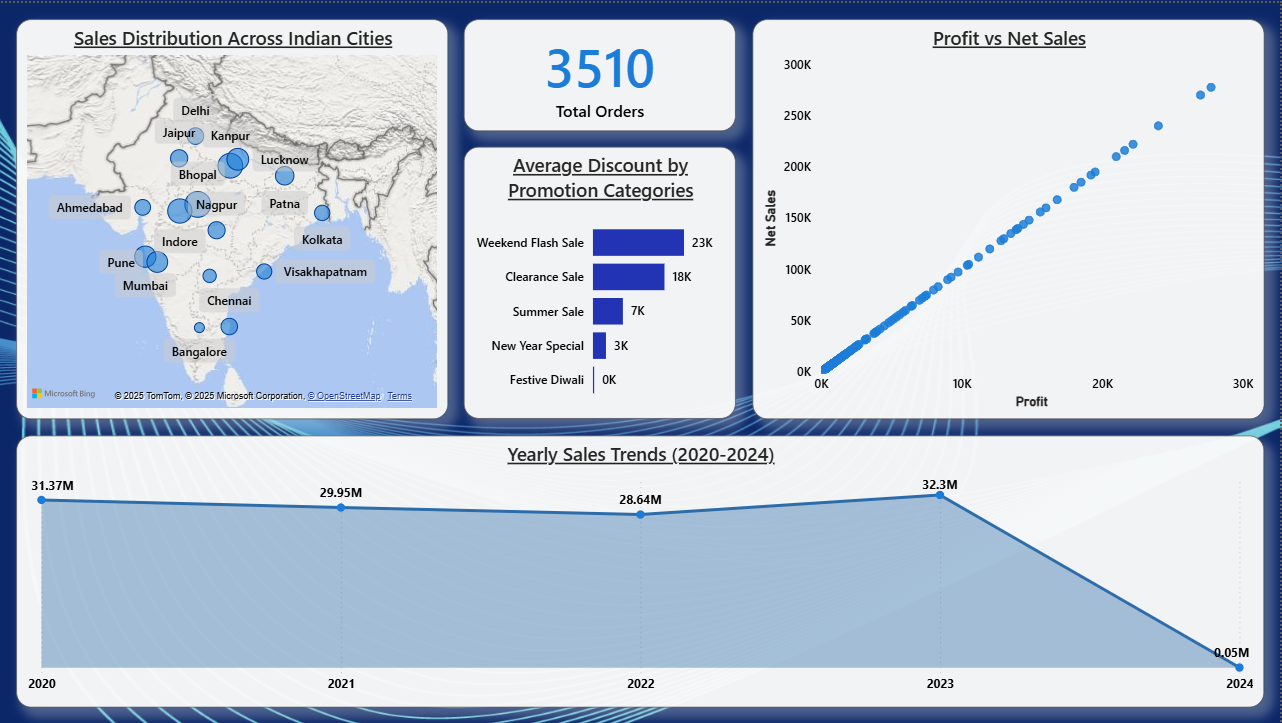 Sales Distribution Across Indian Cities
Delhi
Jaipur
Kanpur
Lucknow
Bhopal
Ahmedabad
Nagpur
Patna
Indore
Kolkata
Pune
Mumbai
Visakhapatnam
Chennai
Bangalore
Microsoft Bing
© 2025 TomTom, © 2025 Microsoft Corporation, © OpenStreetMap Terms
3510
Total Orders
Average Discount by
Promotion Categories
Weekend Flash Sale 23K
Clearance Sale 18K
Summer Sale 7K
New Year Special 3K
Festive Diwali 0K
Profit vs Net Sales
Net Sales
300K
250K
200K
150K
100K
50K
0K
0K 10K 20K 30K
Profit
Yearly Sales Trends (2020-2024)
31.37M
29.95M
28.64M
32.3M
0.05M
2020 2021 2022 2023 2024